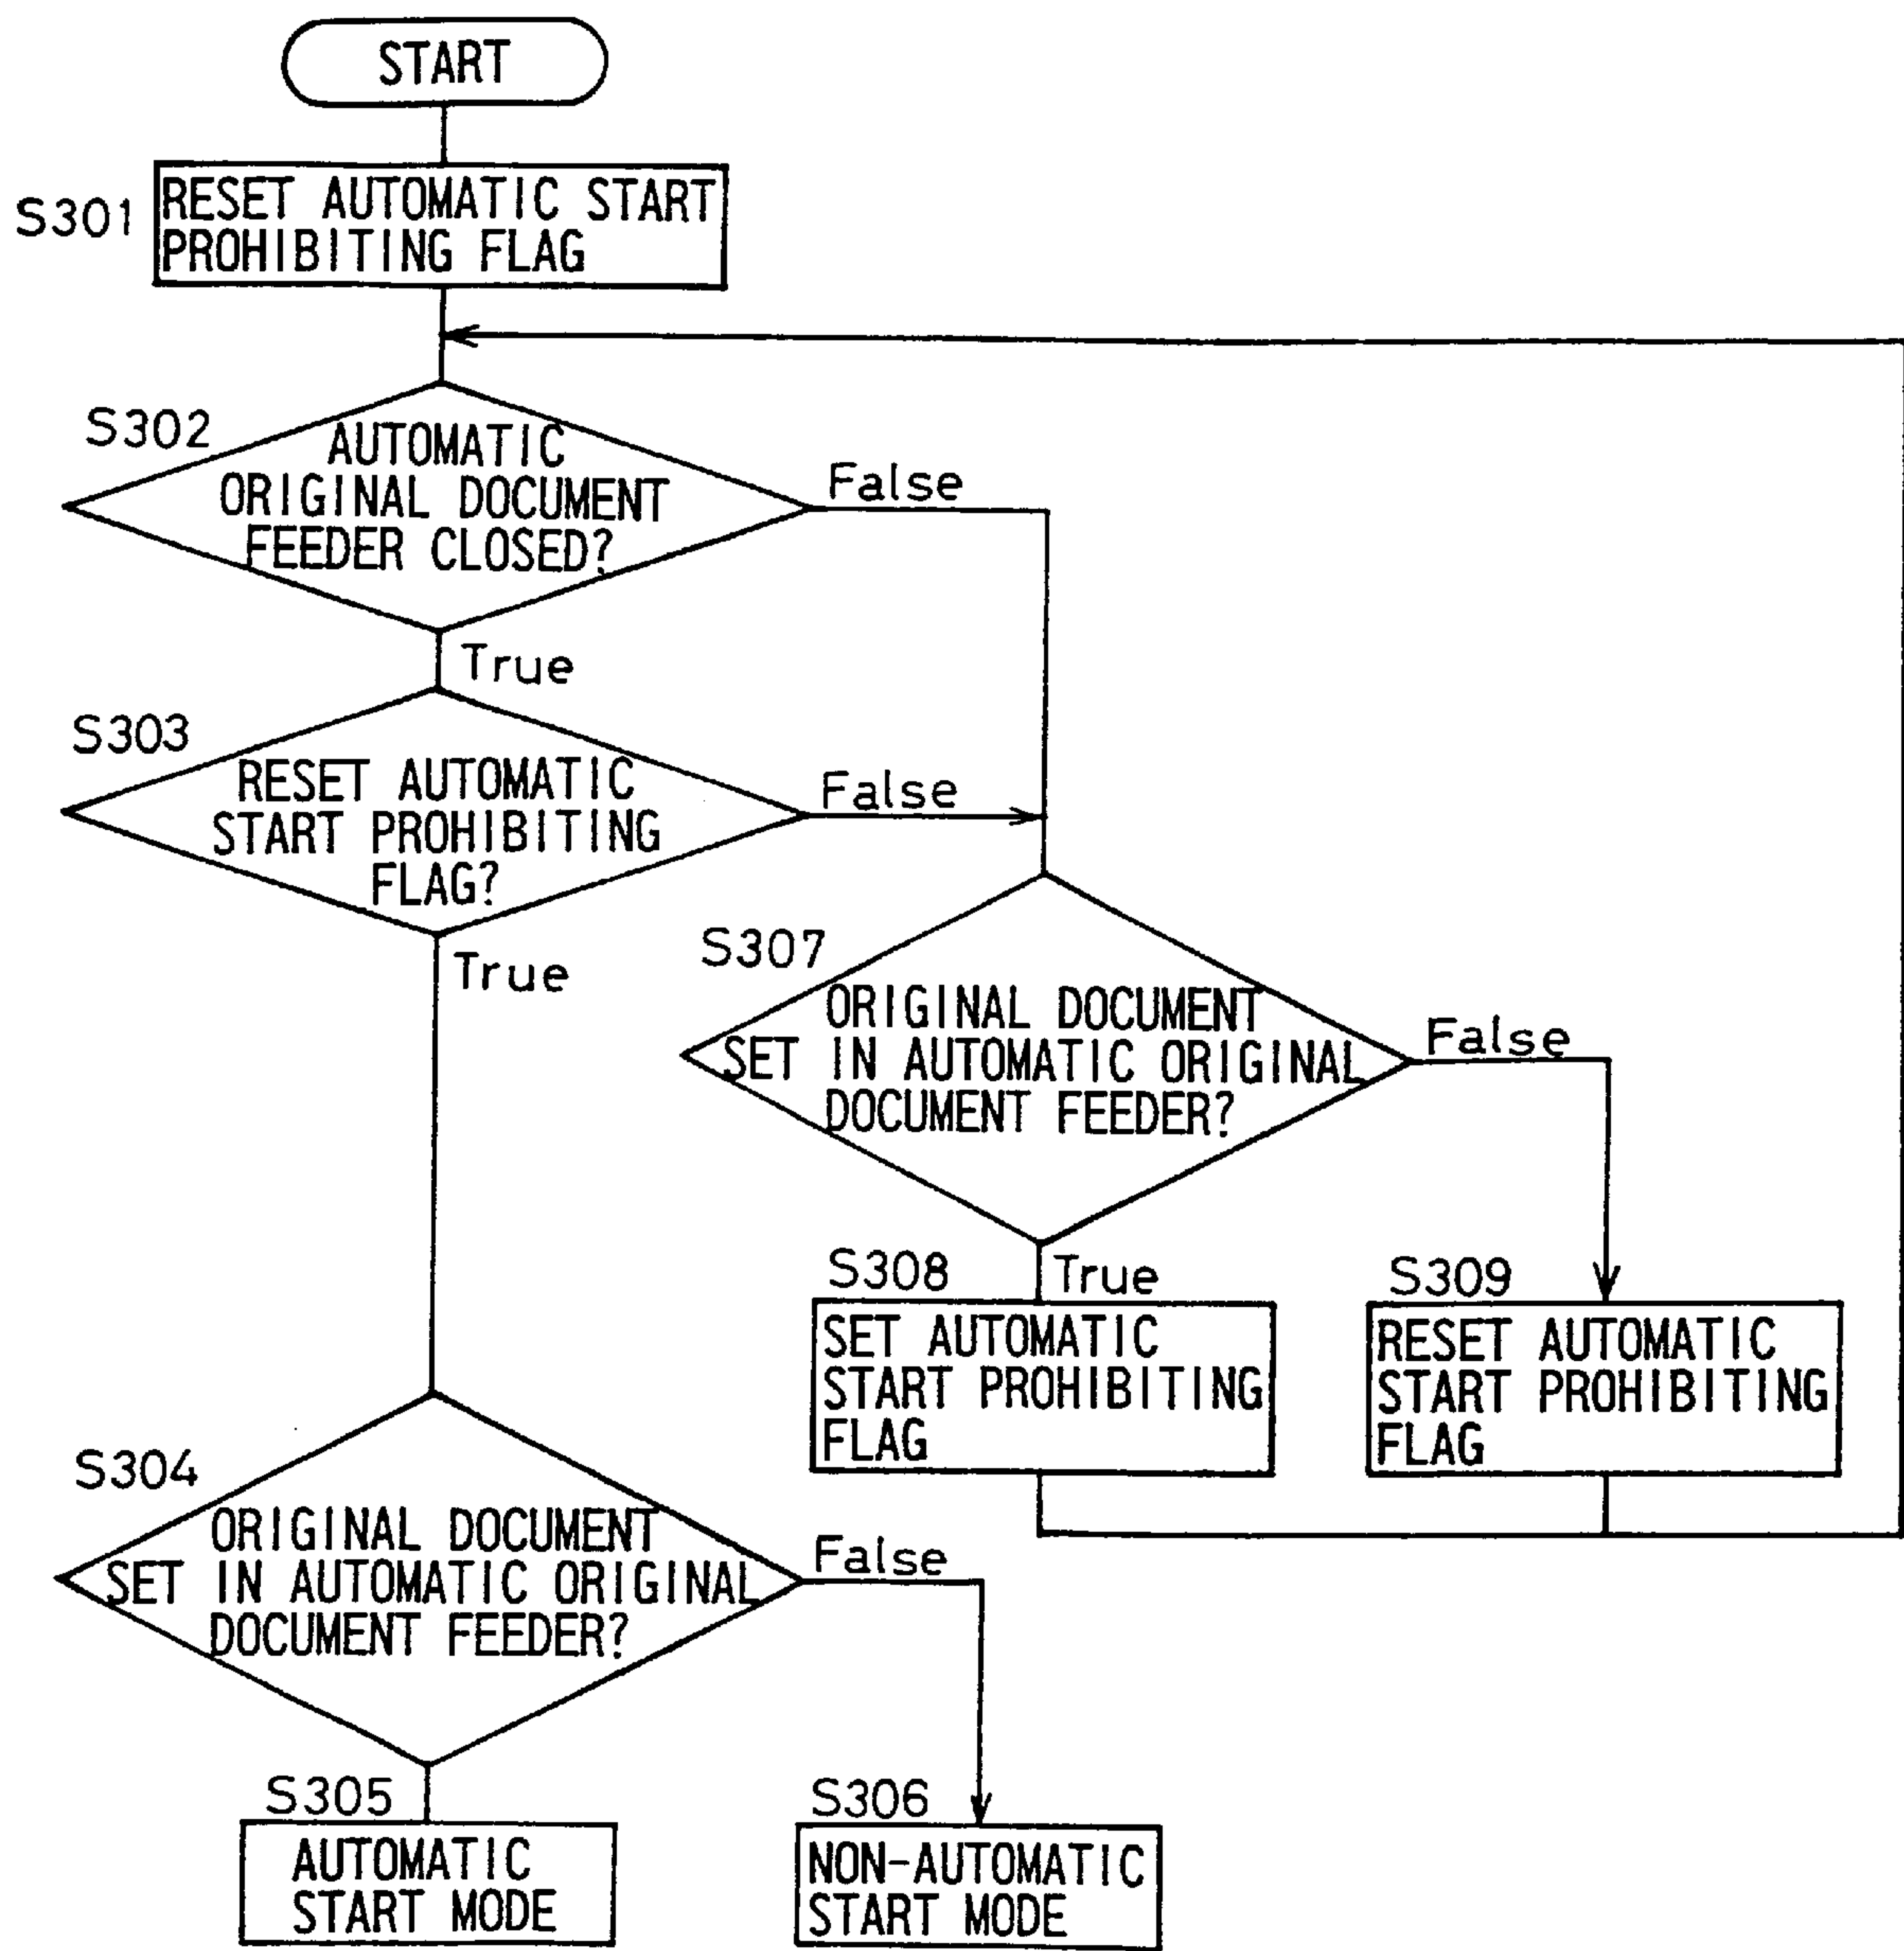 START
S301
RESET AUTOMATIC START
PROHIBITING FLAG
S302
AUTOMATIC
ORIGINAL DOCUMENT
FEEDER CLOSED?
False
True
S303
RESET AUTOMATIC
START PROHIBITING
FLAG?
False
True
S307
ORIGINAL DOCUMENT
SET IN AUTOMATIC ORIGINAL
DOCUMENT FEEDER?
False
True
S308
SET AUTOMATIC
START PROHIBITING
FLAG
S309
RESET AUTOMATIC
START PROHIBITING
FLAG
S304
ORIGINAL DOCUMENT
SET IN AUTOMATIC ORIGINAL
DOCUMENT FEEDER?
False
S305
AUTOMATIC
START MODE
S306
NON-AUTOMATIC
START MODE